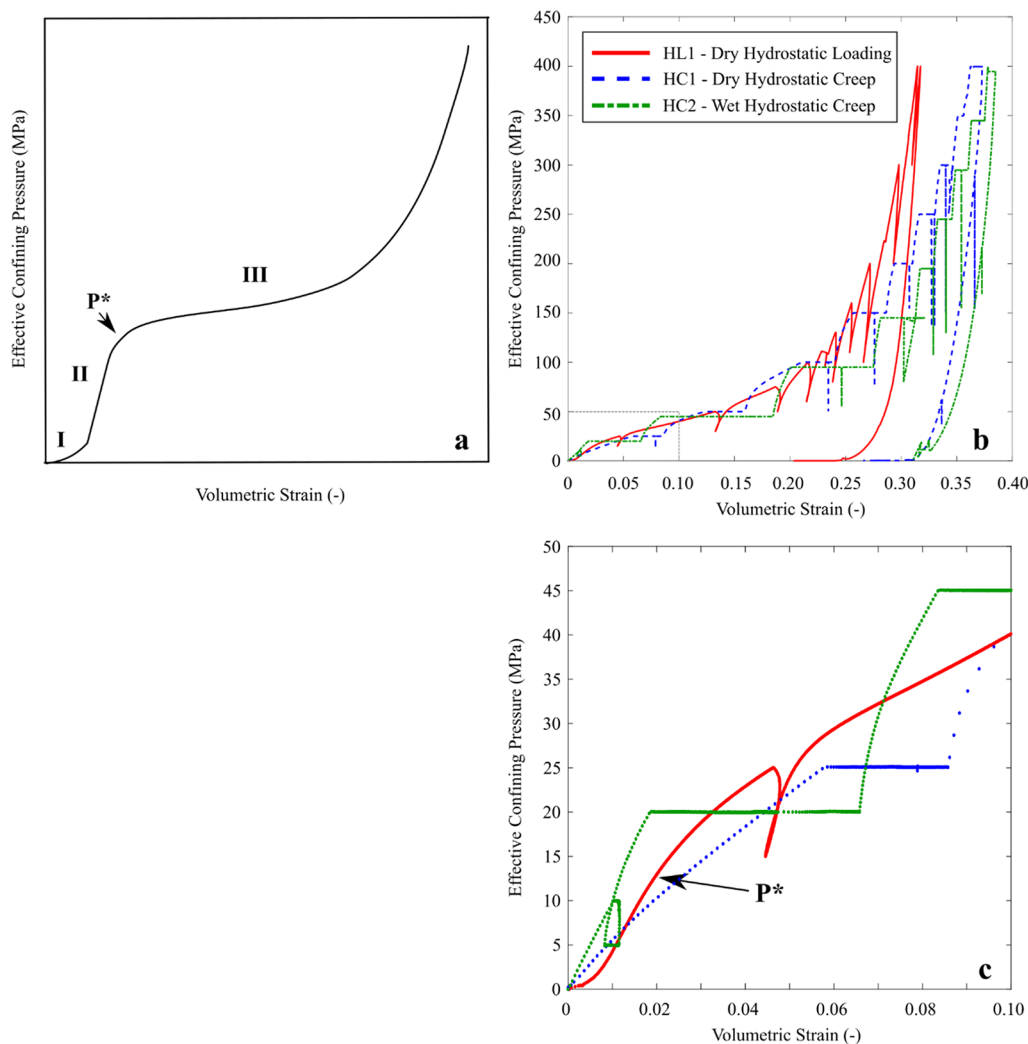 Effective Confining Pressure (MPa)
I
II
P*
III
a
Volumetric Strain (-)
Effective Confining Pressure (MPa)
450
400
350
300
250
200
150
100
50
0
HL1 - Dry Hydrostatic Loading
HC1 - Dry Hydrostatic Creep
HC2 - Wet Hydrostatic Creep
b
0 0.05 0.10 0.15 0.20 0.25 0.30 0.35 0.40
Volumetric Strain (-)
Effective Confining Pressure (MPa)
50
45
40
35
30
25
20
15
10
5
0
P*
c
0 0.02 0.04 0.06 0.08 0.10
Volumetric Strain (-)